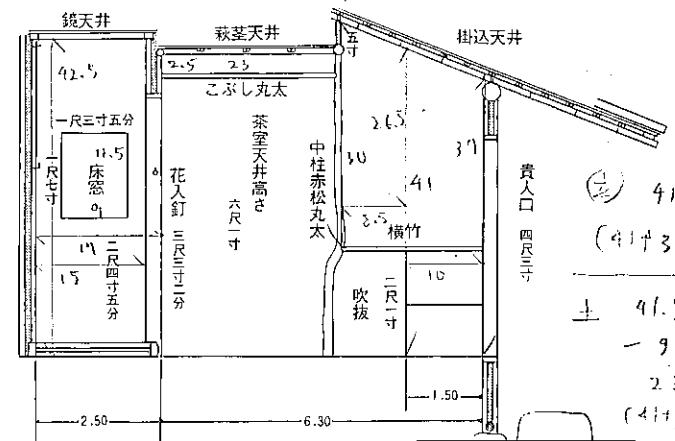 鏡天井
萩茎天井
掛込天井
五寸
42.5
2.5 23
こぶし丸太
一尺三寸五分
一尺七寸
11.5
床窓
花入釘 三尺三寸二分
茶室天井高さ
六尺一寸
中柱赤松丸太
26.5
30
37
41
3.5
横竹
貴人口 四尺三寸
17
15
二尺四寸五分
吹抜
二尺一寸
10
1.50
2.50
6.30